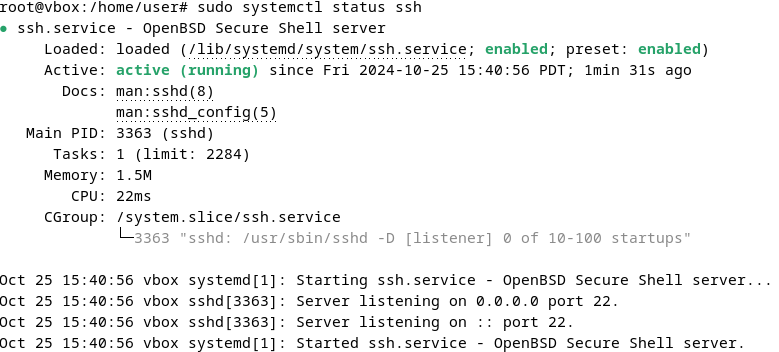 root@vbox:/home/user# sudo systemctl status ssh
● ssh.service - OpenBSD Secure Shell server
     Loaded: loaded (/lib/systemd/system/ssh.service; enabled; preset: enabled)
     Active: active (running) since Fri 2024-10-25 15:40:56 PDT; 1min 31s ago
       Docs: man:sshd(8)
             man:sshd_config(5)
   Main PID: 3363 (sshd)
      Tasks: 1 (limit: 2284)
     Memory: 1.5M
        CPU: 22ms
     CGroup: /system.slice/ssh.service
             └─3363 "sshd: /usr/sbin/sshd -D [listener] 0 of 10-100 startups"
Oct 25 15:40:56 vbox systemd[1]: Starting ssh.service - OpenBSD Secure Shell server...
Oct 25 15:40:56 vbox sshd[3363]: Server listening on 0.0.0.0 port 22.
Oct 25 15:40:56 vbox sshd[3363]: Server listening on :: port 22.
Oct 25 15:40:56 vbox systemd[1]: Started ssh.service - OpenBSD Secure Shell server.